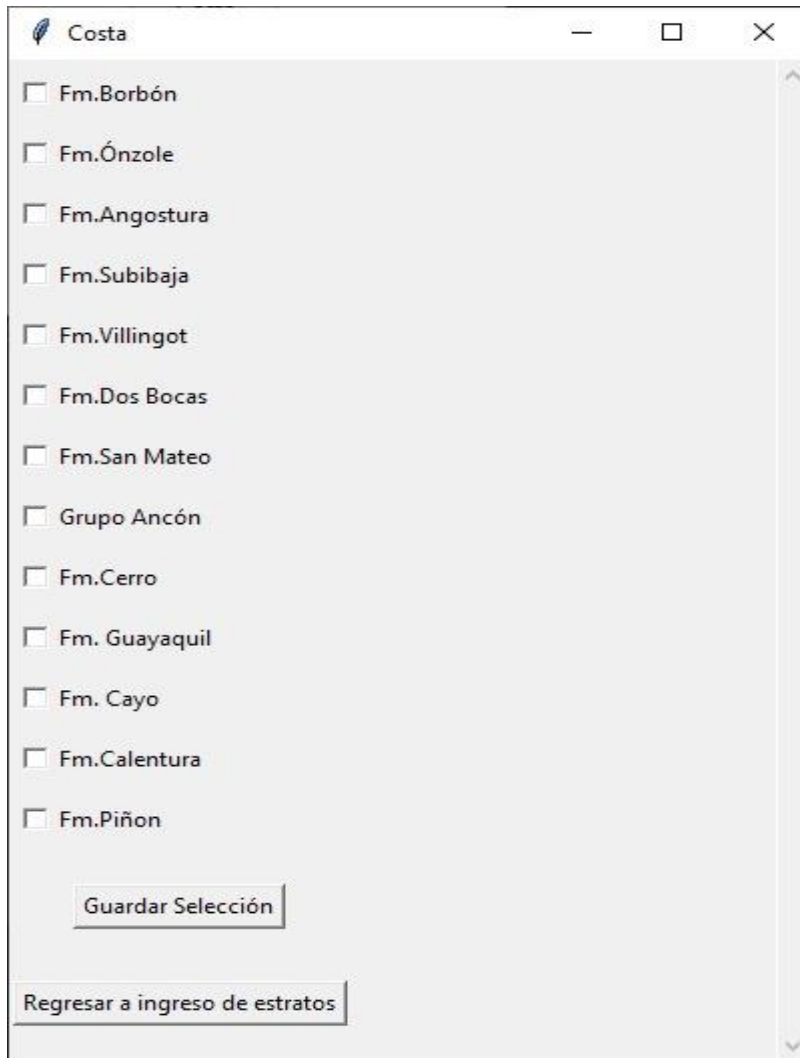 Costa
Fm.Borbón
Fm.Ónzole
Fm.Angostura
Fm.Subibaja
Fm.Villingot
Fm.Dos Bocas
Fm.San Mateo
Grupo Ancón
Fm.Cerro
Fm. Guayaquil
Fm. Cayo
Fm.Calentura
Fm.Piñon
Guardar Selección
Regresar a ingreso de estratos